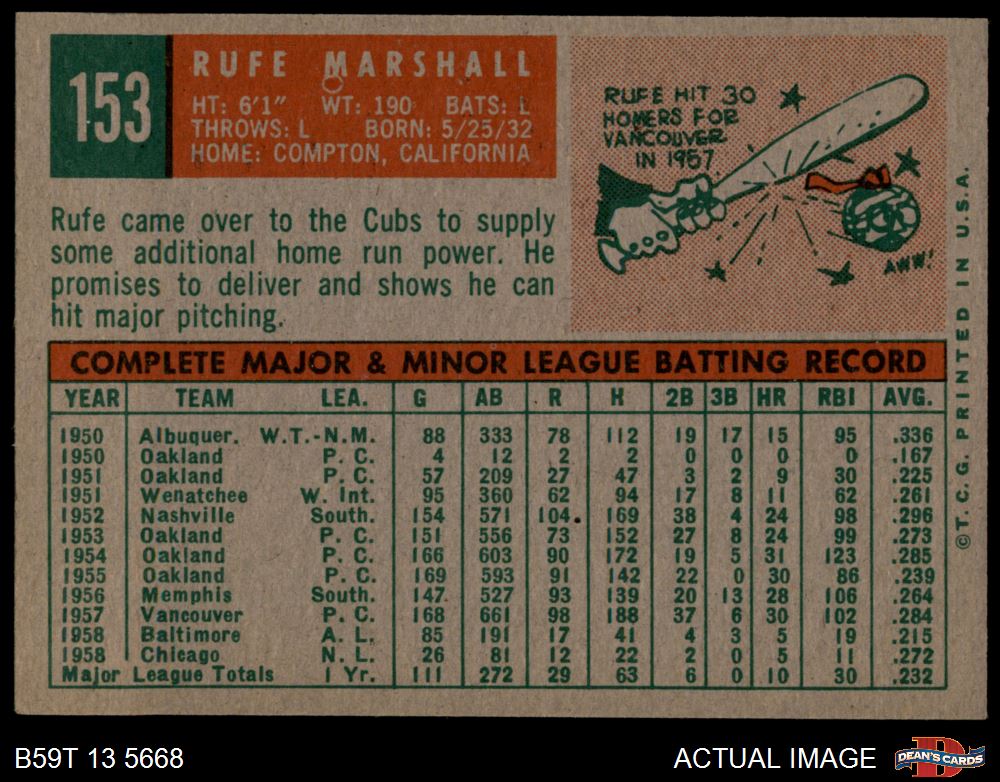 153
RUFE MARSHALL
HT: 6'1" WT: 190 BATS: L
THROWS: L BORN: 5/25/32
HOME: COMPTON, CALIFORNIA
Rufe came over to the Cubs to supply
some additional home run power. He
promises to deliver and shows he can
hit major pitching.
RUFE HIT 30
HOMERS FOR
VANCOUVER
IN 1957
AWW!
COMPLETE MAJOR & MINOR LEAGUE BATTING RECORD
YEAR TEAM LEA. G AB R H 2B 3B HR RBI AVG.
1950 Albuquer. W.T.-N.M. 88 333 78 112 19 17 15 95 .336
1950 Oakland P. C. 4 12 2 2 0 0 0 0 .167
1951 Oakland P. C. 57 209 27 47 3 2 9 30 .225
1951 Wenatchee W. Int. 95 360 62 94 17 8 11 62 .261
1952 Nashville South. 154 571 104 169 38 4 24 98 .296
1953 Oakland P. C. 151 556 73 152 27 8 24 99 .273
1954 Oakland P. C. 166 603 90 172 19 5 31 123 .285
1955 Oakland P. C. 169 593 91 142 22 0 30 86 .239
1956 Memphis South. 147 527 93 139 20 13 28 106 .264
1957 Vancouver P. C. 168 661 98 188 37 6 30 102 .284
1958 Baltimore A. L. 85 191 17 41 4 3 5 19 .215
1958 Chicago N. L. 26 81 12 22 2 0 5 11 .272
Major League Totals 1 Yr. 111 272 29 63 6 0 10 30 .232
©T. C. G. PRINTED IN U.S.A.
B59T 13 5668
ACTUAL IMAGE
D
DEAN'S CARDS